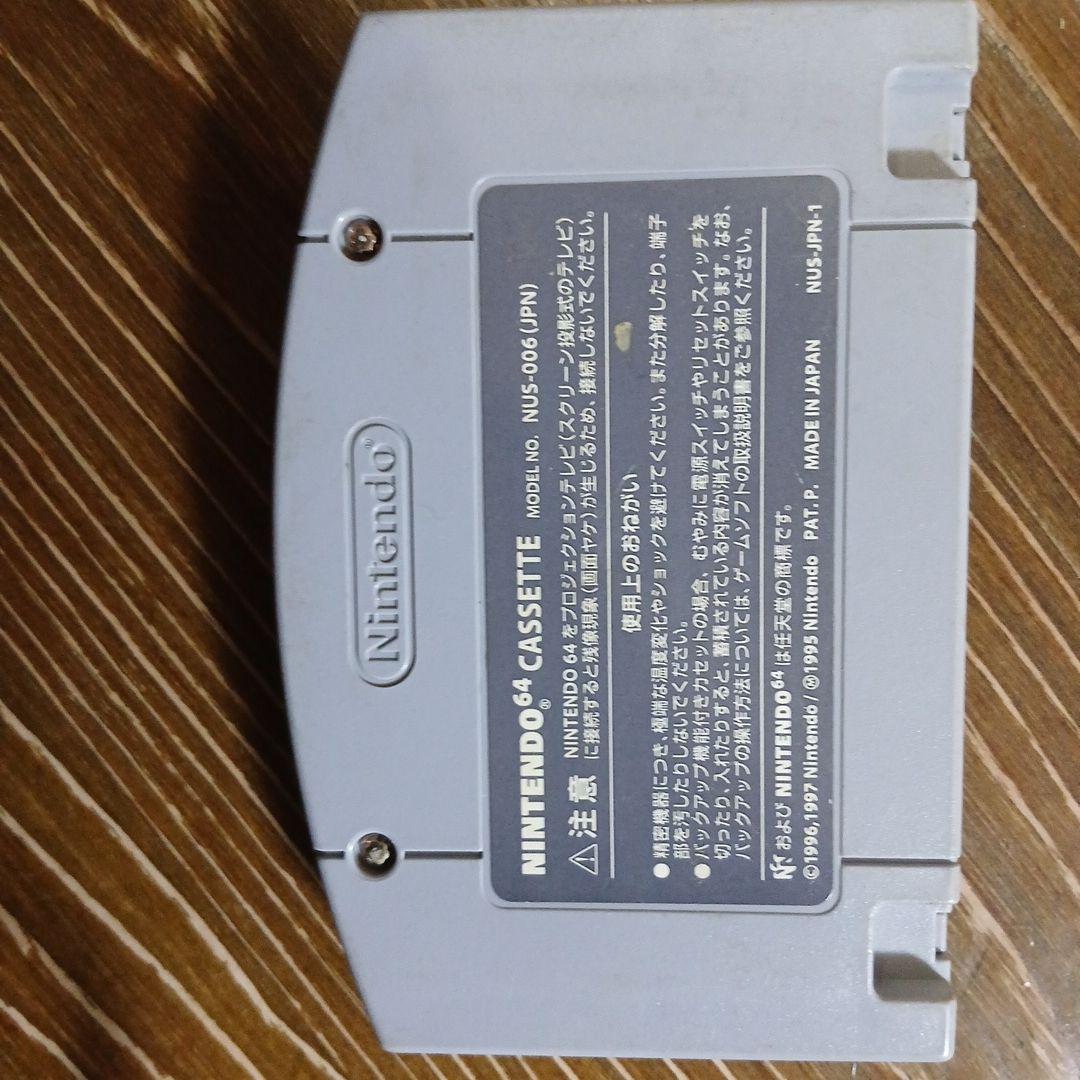 Nintendo®
NINTENDO64® CASSETTE MODEL NO. NUS-006(JPN)
⚠注意 NINTENDO 64をプロジェクションテレビ(スクリーン投影式のテレビ)
に接続すると残像現象(画面ヤケ)が生じるため、接続しないでください。
使用上のおねがい
●精密機器につき、極端な温度変化やショックを避けてください。また分解したり、端子
部を汚したりしないでください。
●バックアップ機能付きカセットの場合、むやみに電源スイッチやリセットスイッチを
切ったり、入れたりすると、蓄積されている内容が消えてしまうことがあります。なお、
バックアップの操作方法については、ゲームソフトの取扱説明書をご参照ください。
および NINTENDO64 は任天堂の商標です。
©1996,1997 Nintendo/Ⓜ1995 Nintendo PAT. P. MADE IN JAPAN NUS-JPN-1